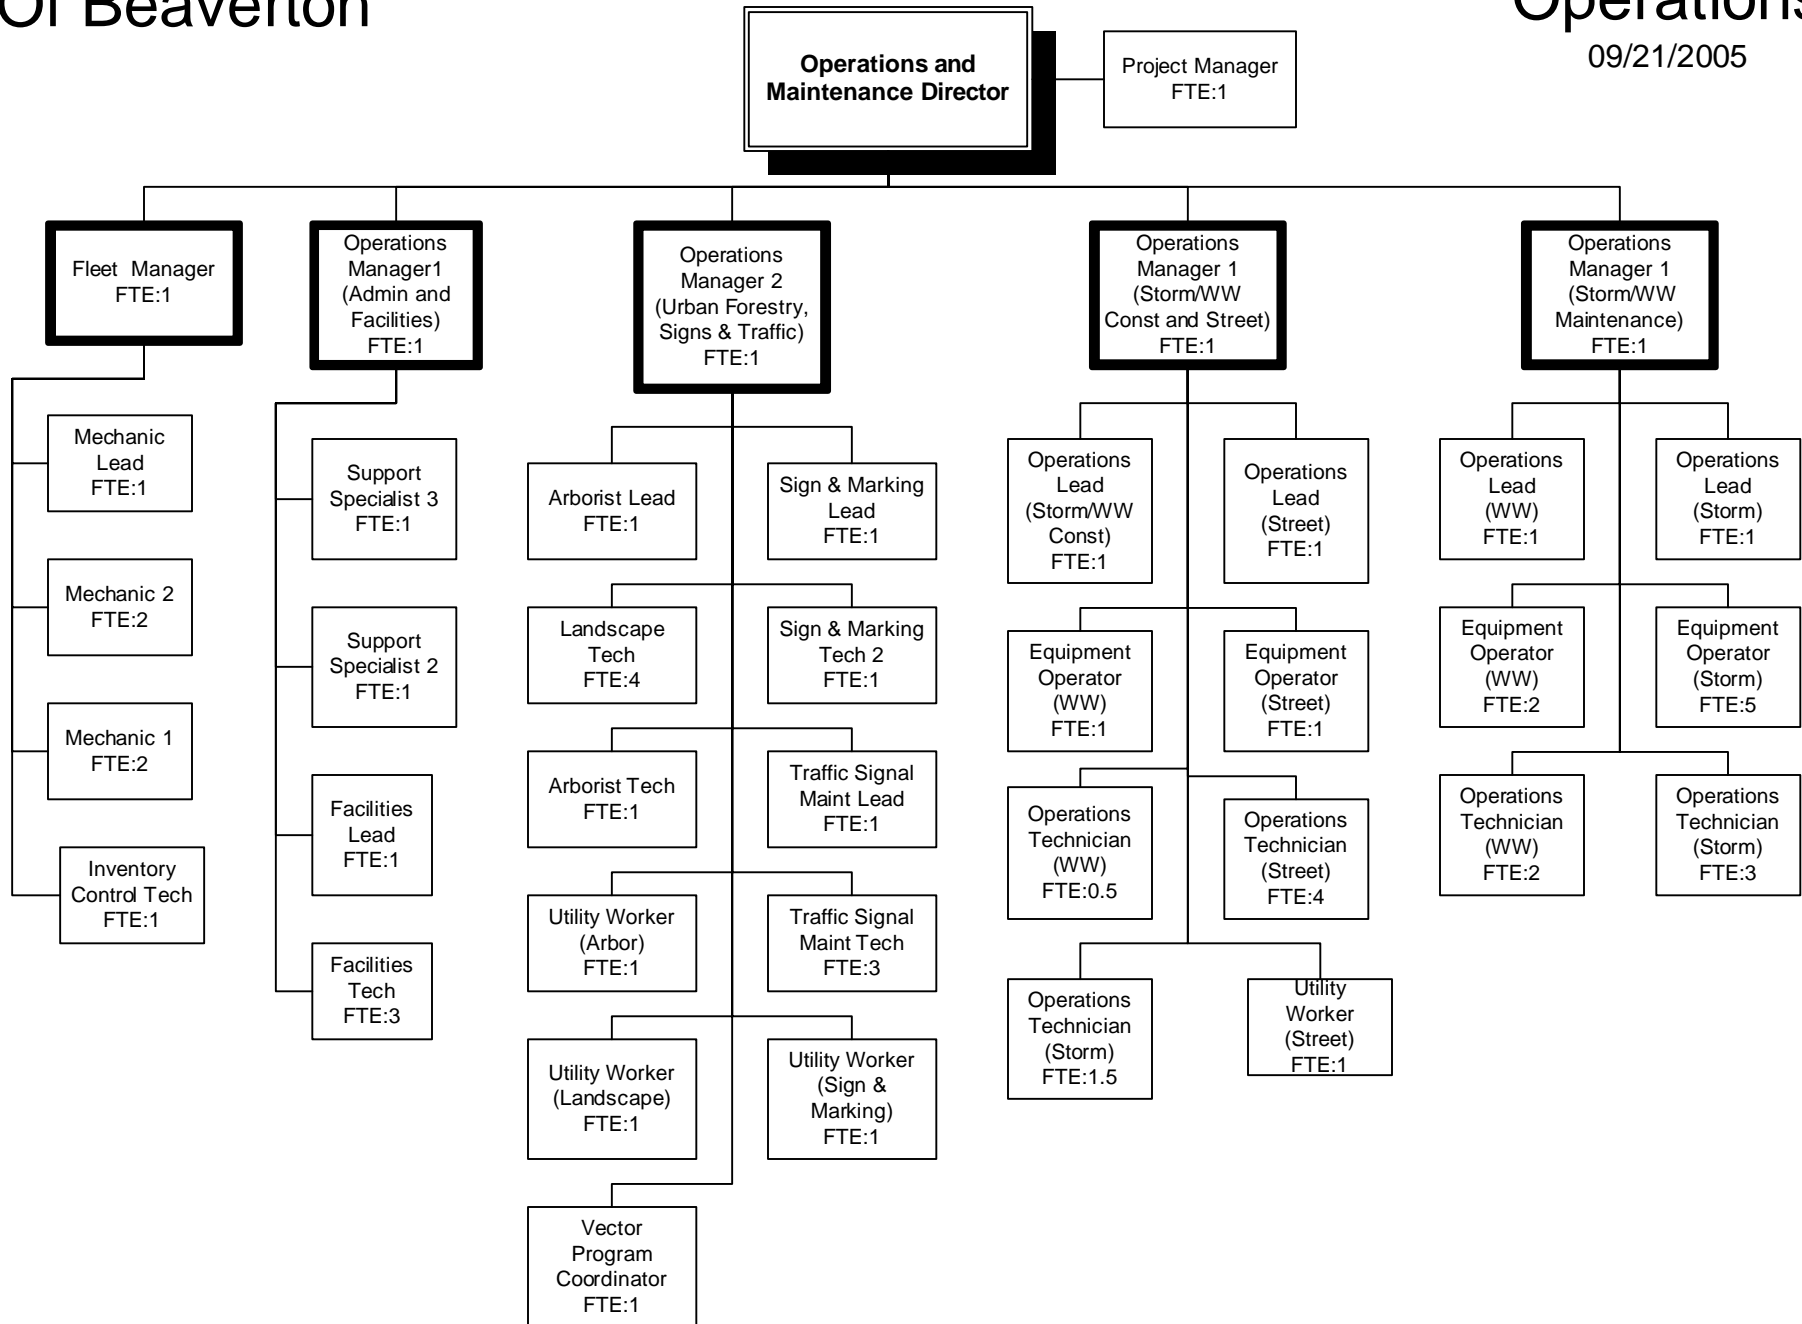 Of Beaverton
Operations
09/21/2005
Operations and
Maintenance Director
Project Manager
FTE:1
Fleet Manager
FTE:1
Operations
Manager1
(Admin and
Facilities)
FTE:1
Operations
Manager 2
(Urban Forestry,
Signs & Traffic)
FTE:1
Operations
Manager 1
(Storm/WW
Const and Street)
FTE:1
Operations
Manager 1
(Storm/WW
Maintenance)
FTE:1
Mechanic
Lead
FTE:1
Mechanic 2
FTE:2
Mechanic 1
FTE:2
Inventory
Control Tech
FTE:1
Support
Specialist 3
FTE:1
Support
Specialist 2
FTE:1
Facilities
Lead
FTE:1
Facilities
Tech
FTE:3
Arborist Lead
FTE:1
Sign & Marking
Lead
FTE:1
Landscape
Tech
FTE:4
Sign & Marking
Tech 2
FTE:1
Arborist Tech
FTE:1
Traffic Signal
Maint Lead
FTE:1
Utility Worker
(Arbor)
FTE:1
Traffic Signal
Maint Tech
FTE:3
Utility Worker
(Landscape)
FTE:1
Utility Worker
(Sign &
Marking)
FTE:1
Vector
Program
Coordinator
FTE:1
Operations
Lead
(Storm/WW
Const)
FTE:1
Operations
Lead
(Street)
FTE:1
Equipment
Operator
(WW)
FTE:1
Equipment
Operator
(Street)
FTE:1
Operations
Technician
(WW)
FTE:0.5
Operations
Technician
(Street)
FTE:4
Operations
Technician
(Storm)
FTE:1.5
Utility
Worker
(Street)
FTE:1
Operations
Lead
(WW)
FTE:1
Operations
Lead
(Storm)
FTE:1
Equipment
Operator
(WW)
FTE:2
Equipment
Operator
(Storm)
FTE:5
Operations
Technician
(WW)
FTE:2
Operations
Technician
(Storm)
FTE:3